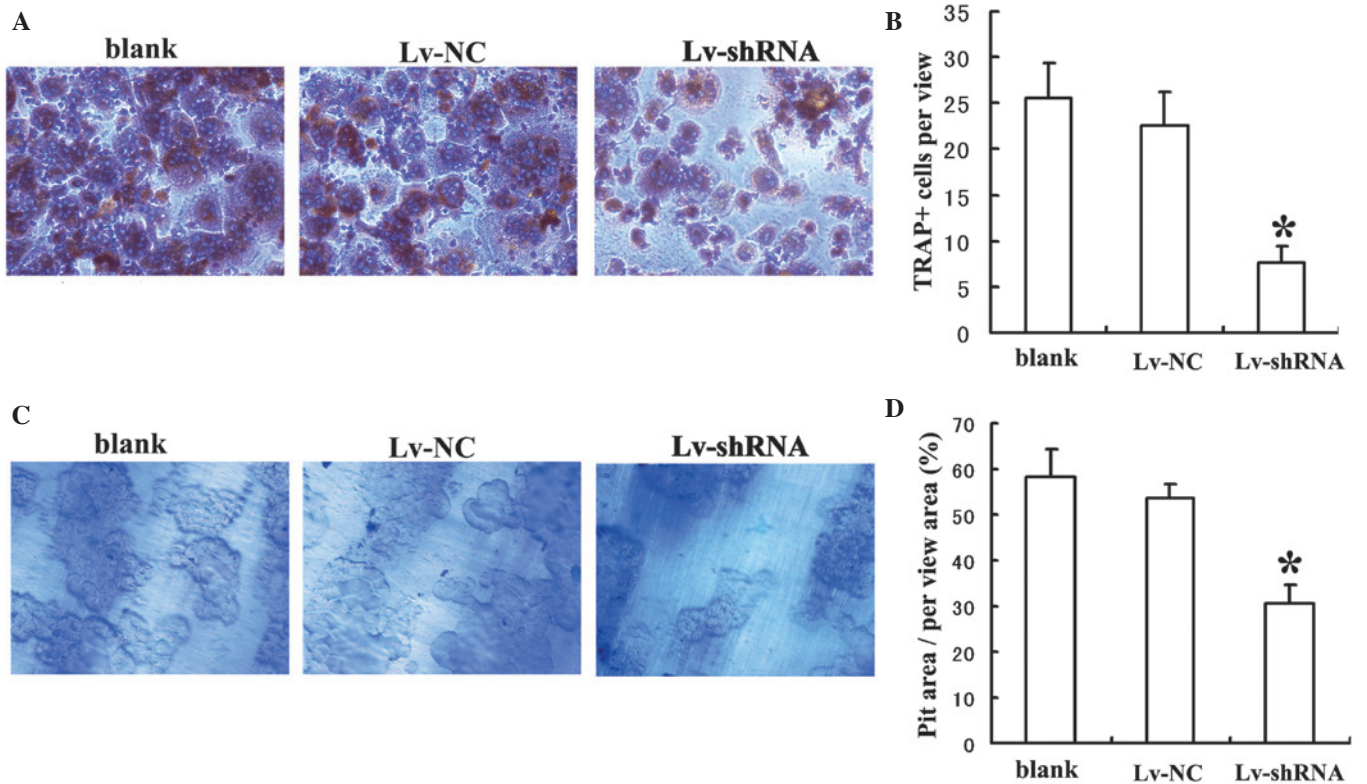 A
blank
Lv-NC
Lv-shRNA
B
TRAP+ cells per view
35
30
25
20
15
10
5
0
*
blank
Lv-NC
Lv-shRNA
C
blank
Lv-NC
Lv-shRNA
D
Pit area / per view area (%)
70
60
50
40
30
20
10
0
*
blank
Lv-NC
Lv-shRNA